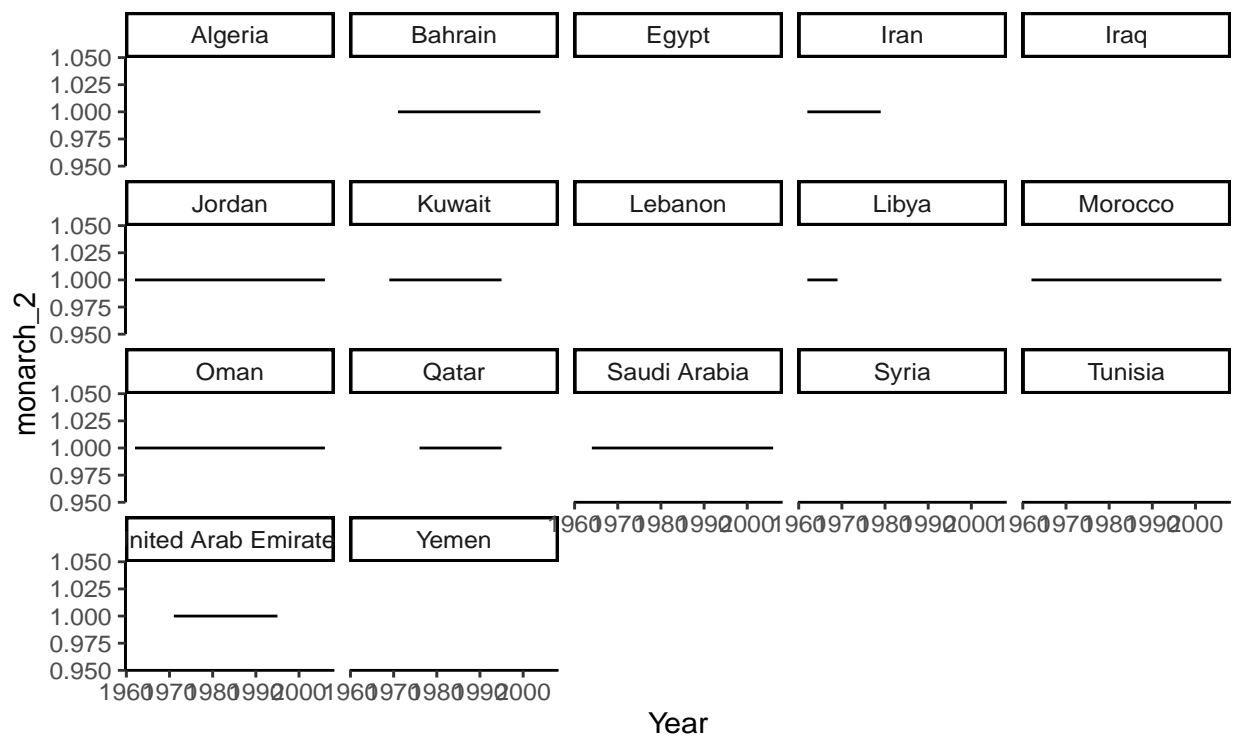 Algeria Bahrain Egypt Iran Iraq
1.050
1.025
1.000
0.975
0.950
Jordan Kuwait Lebanon Libya Morocco
1.050
1.025
1.000
0.975
0.950
monarch_2
Oman Qatar Saudi Arabia Syria Tunisia
1.050
1.025
1.000
0.975
0.950
1960 1970 1980 1990 2000 1960 1970 1980 1990 2000 1960 1970 1980 1990 2000
nited Arab Emirate Yemen
1.050
1.025
1.000
0.975
0.950
1960 1970 1980 1990 2000 1960 1970 1980 1990 2000
Year